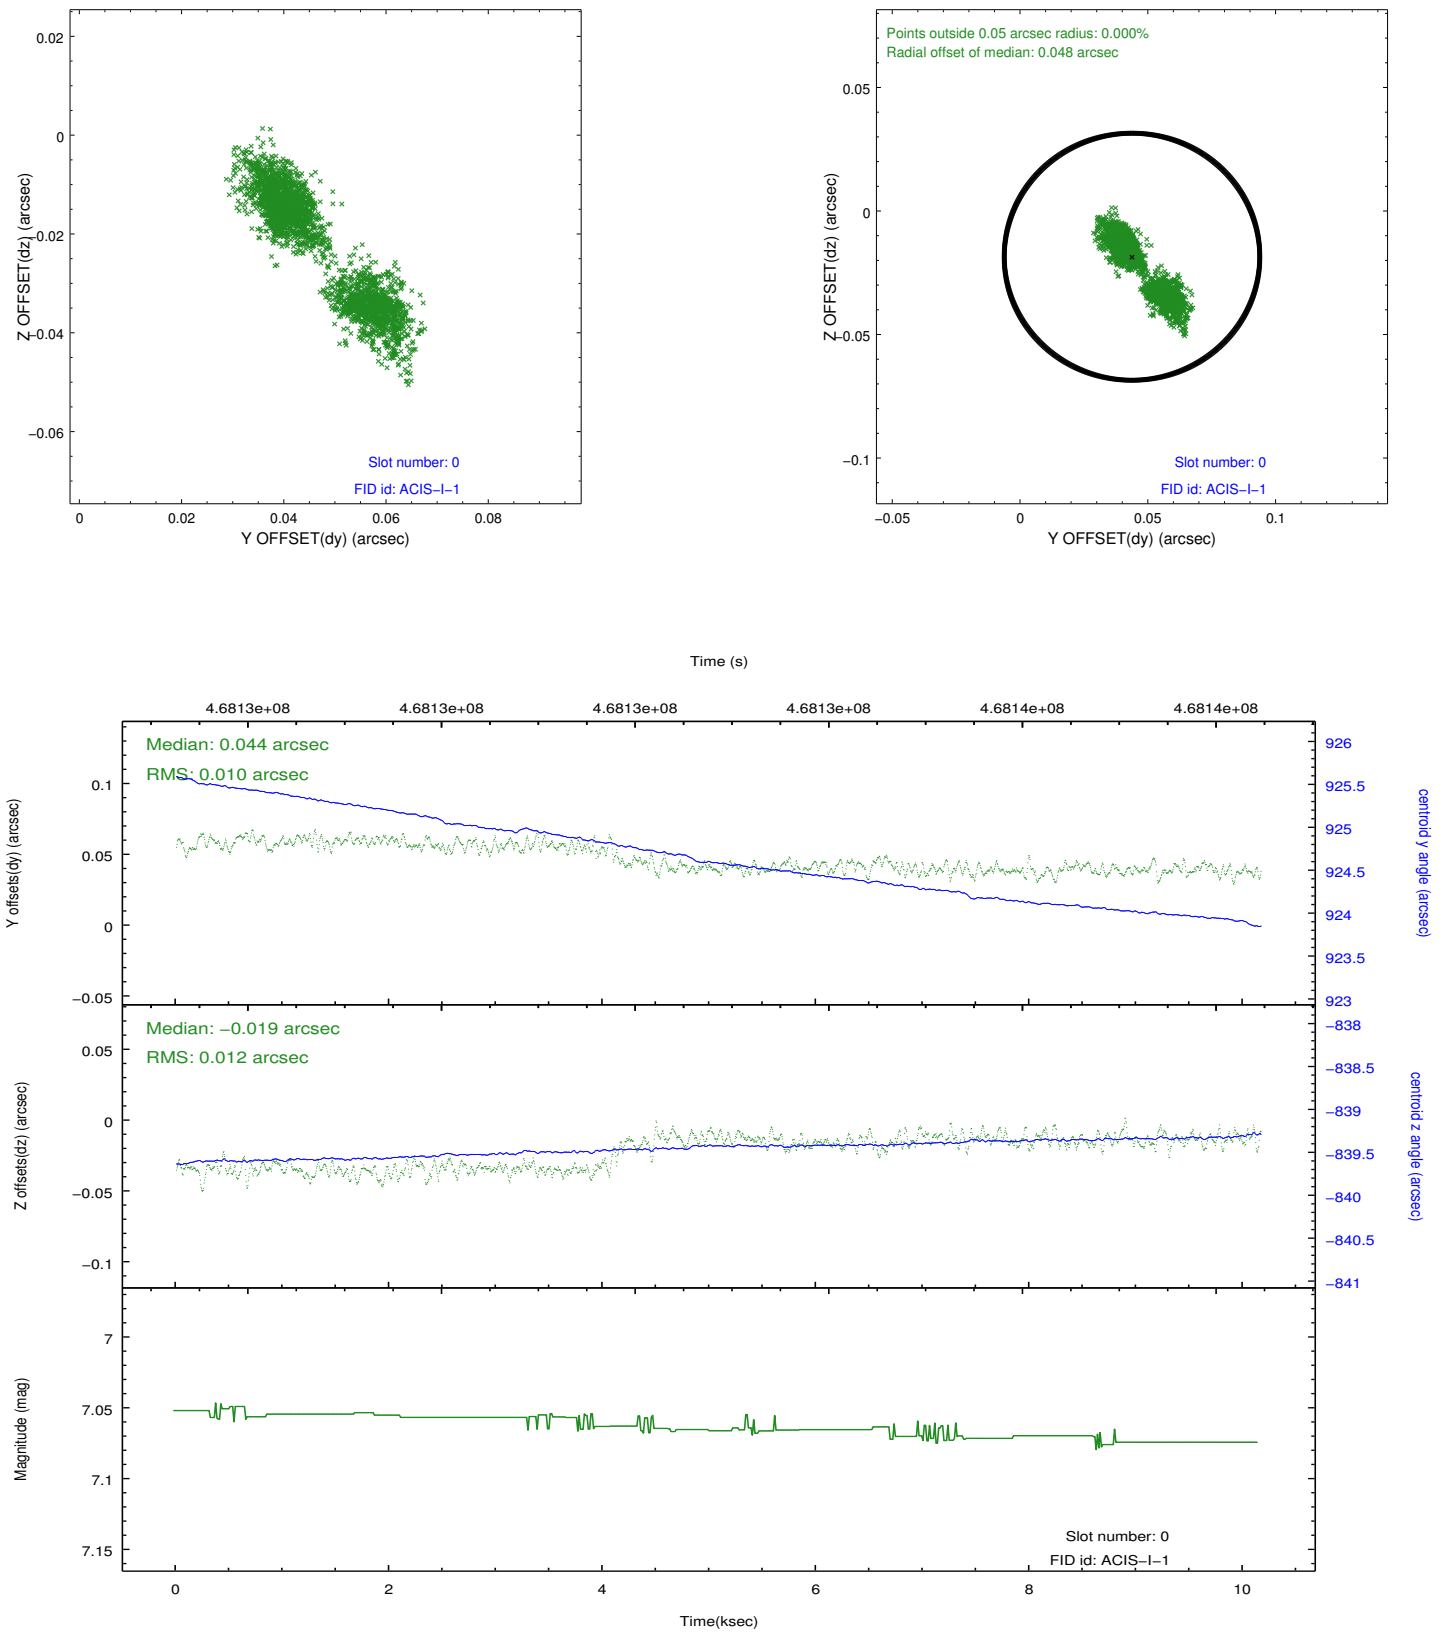 0.02
0
−0.02
−0.04
−0.06
Z OFFSET(dz) (arcsec)
Slot number: 0
FID id: ACIS−I−1
0 0.02 0.04 0.06 0.08
Y OFFSET(dy) (arcsec)
Points outside 0.05 arcsec radius: 0.000%
Radial offset of median: 0.048 arcsec
0.05
0
−0.05
−0.1
Z OFFSET(dz) (arcsec)
Slot number: 0
FID id: ACIS−I−1
−0.05 0 0.05 0.1
Y OFFSET(dy) (arcsec)
Time (s)
4.6813e+08 4.6813e+08 4.6813e+08 4.6813e+08 4.6814e+08 4.6814e+08
Median: 0.044 arcsec
RMS: 0.010 arcsec
0.1
0.05
0
−0.05
Y offsets(dy) (arcsec)
926
925.5
925
924.5
924
923.5
923
centroid y angle (arcsec)
Median: −0.019 arcsec
RMS: 0.012 arcsec
0.05
0
−0.05
−0.1
Z offsets(dz) (arcsec)
−838
−838.5
−839
−839.5
−840
−840.5
−841
centroid z angle (arcsec)
7
7.05
7.1
7.15
Magnitude (mag)
Slot number: 0
FID id: ACIS−I−1
0 2 4 6 8 10
Time(ksec)